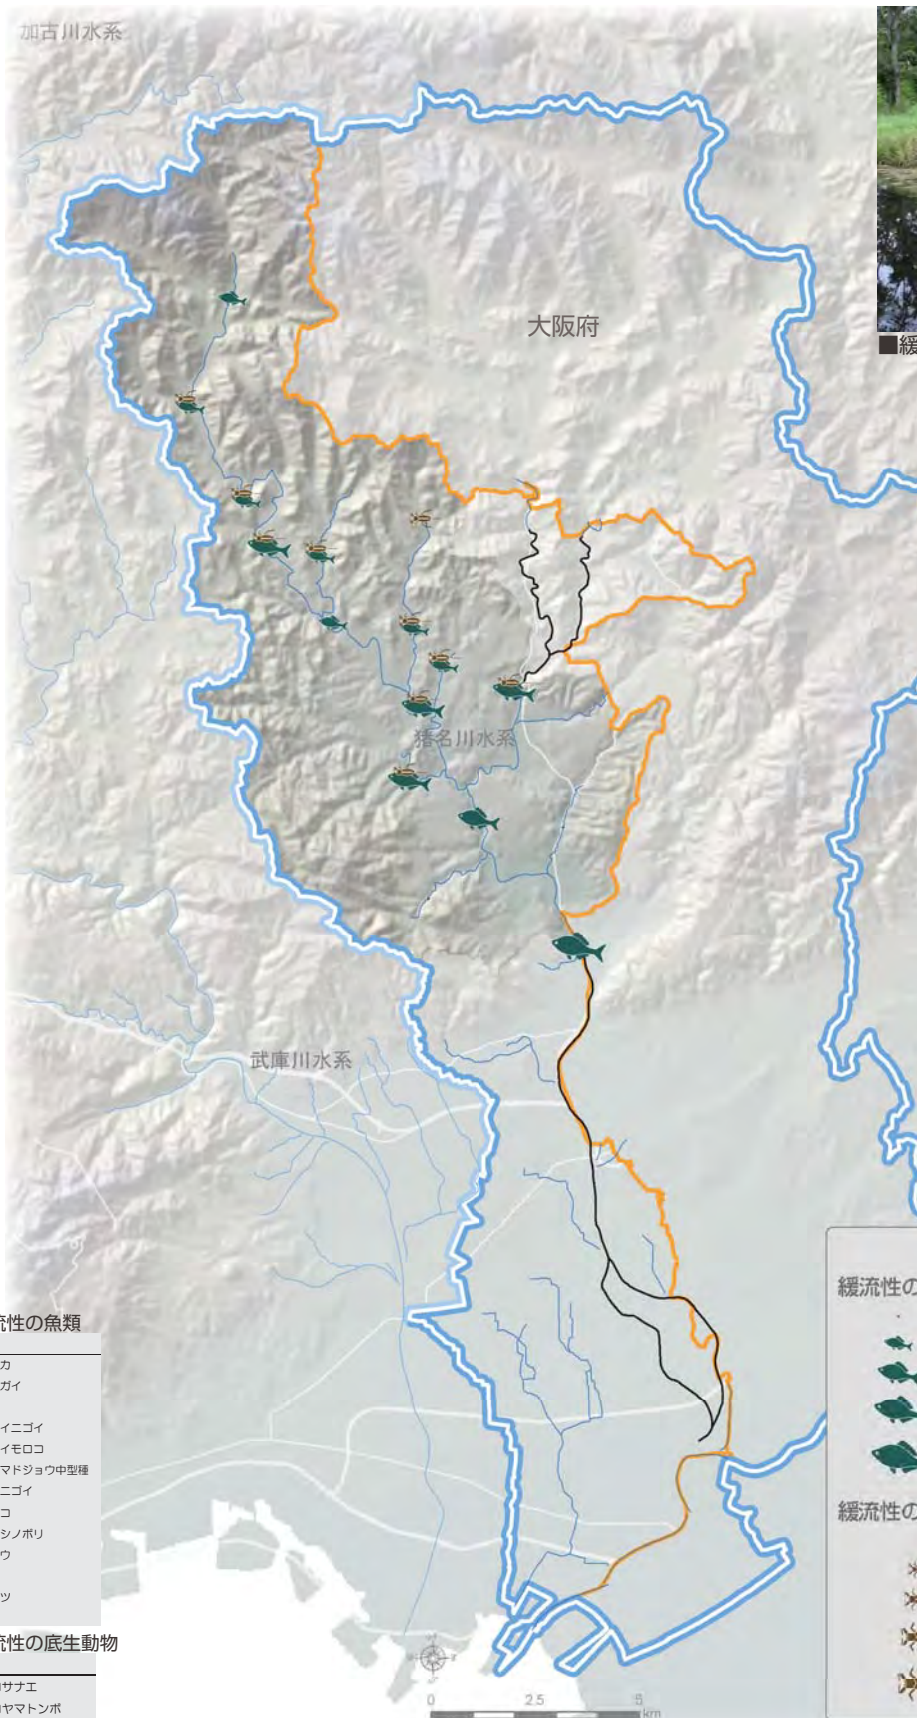 加古川水系
大阪府
■緩
猪名川水系
武庫川水系
流性の魚類
カ
ガイ
イニゴイ
イモロコ
マドジョウ中型種
ニゴイ
コ
シノボリ
ウ
ツ
流性の底生動物
サナエ
ヤマトンボ
緩流性の
緩流性の
0 2.5 5
km